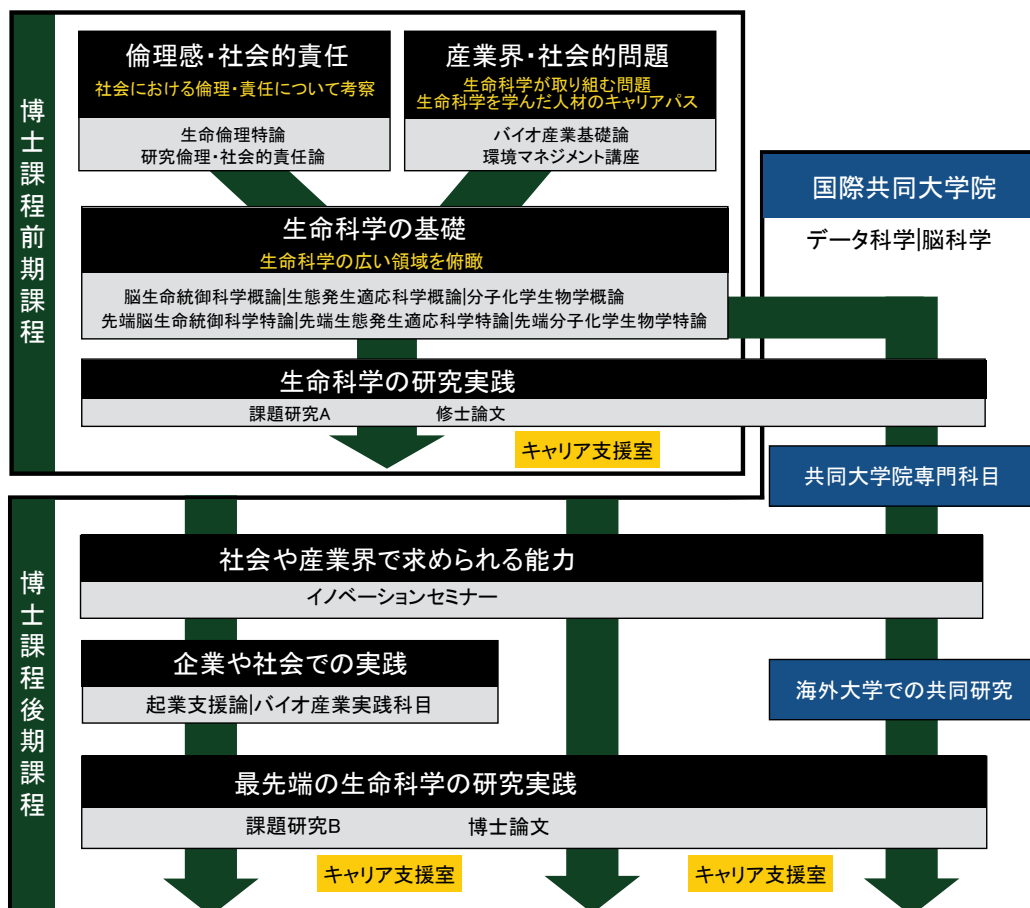 博士課程前期課程
倫理感・社会的責任
社会における倫理・責任について考察
生命倫理特論
研究倫理・社会的責任論
産業界・社会的問題
生命科学が取り組む問題
生命科学を学んだ人材のキャリアパス
バイオ産業基礎論
環境マネジメント講座
国際共同大学院
データ科学|脳科学
生命科学の基礎
生命科学の広い領域を俯瞰
脳生命統御科学概論|生態発生適応科学概論|分子化学生物学概論
先端脳生命統御科学特論|先端生態発生適応科学特論|先端分子化学生物学特論
生命科学の研究実践
課題研究A 修士論文
キャリア支援室
共同大学院専門科目
博士課程後期課程
社会や産業界で求められる能力
イノベーションセミナー
企業や社会での実践
起業支援論|バイオ産業実践科目
海外大学での共同研究
最先端の生命科学の研究実践
課題研究B 博士論文
キャリア支援室
キャリア支援室